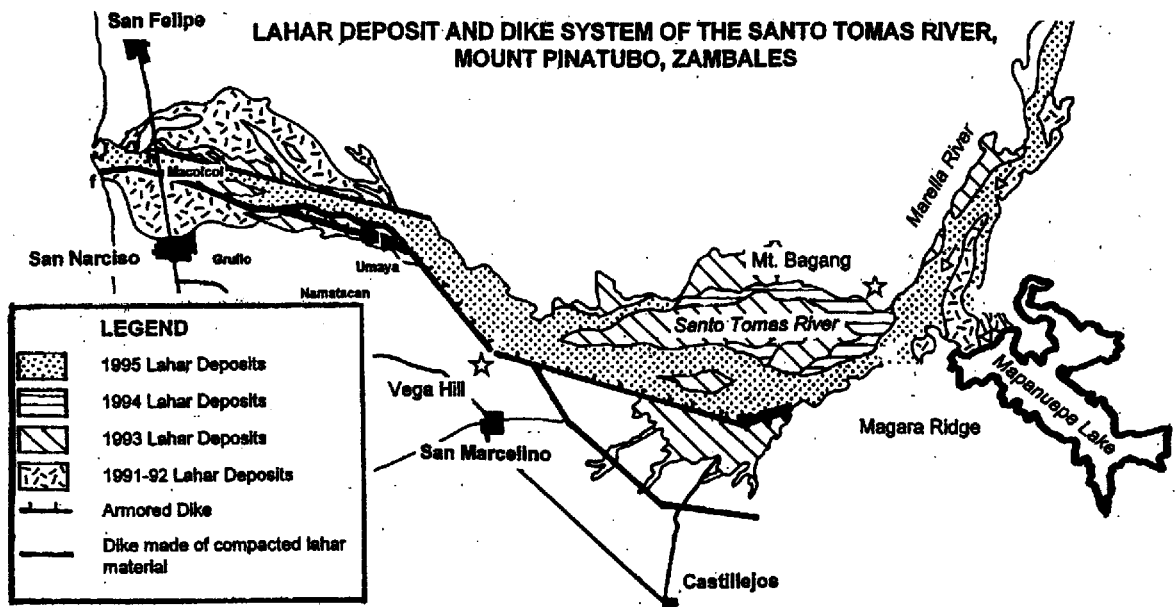 San Felipe
LAHAR DEPOSIT AND DIKE SYSTEM OF THE SANTO TOMAS RIVER,
MOUNT PINATUBO, ZAMBALES
Macolcol
Marella River
San Narciso
Grullo
Umaya
Namatacan
Mt. Bagang
Santo Tomas River
Mapanuepe Lake
Vega Hill
San Marcelino
Magara Ridge
Castillejos
LEGEND
1995 Lahar Deposits
1994 Lahar Deposits
1993 Lahar Deposits
1991-92 Lahar Deposits
Armored Dike
Dike made of compacted lahar
material